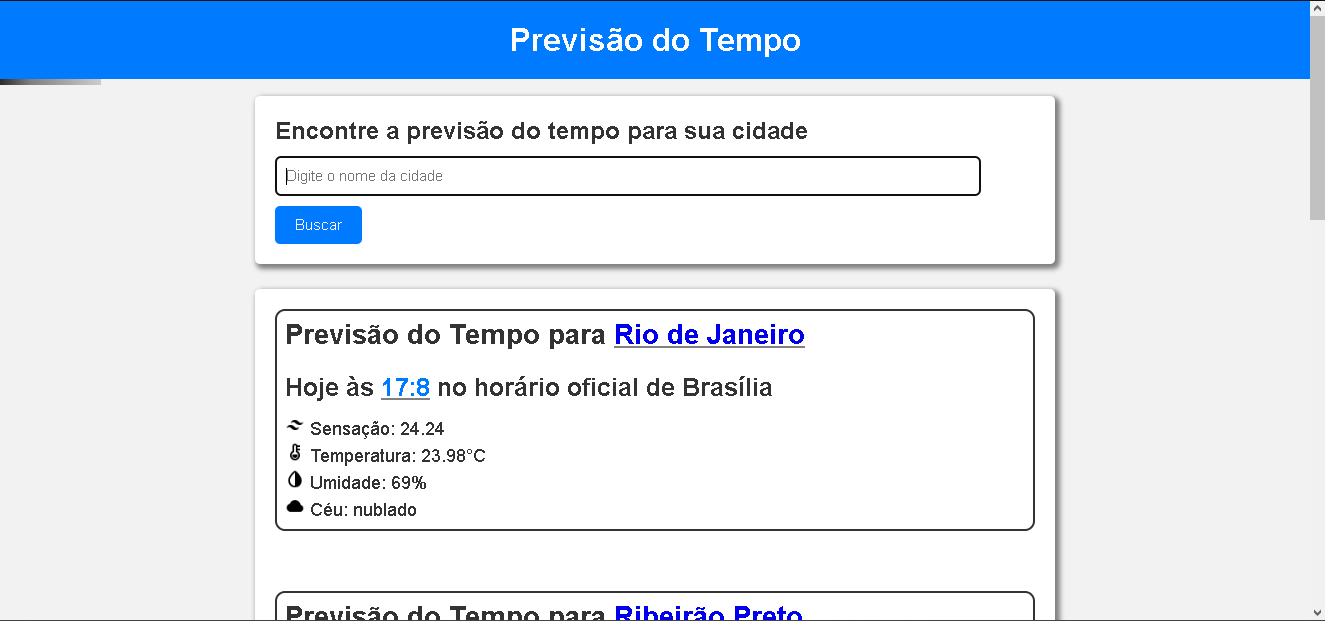 Previsão do Tempo
Encontre a previsão do tempo para sua cidade
Digite o nome da cidade
Buscar
Previsão do Tempo para Rio de Janeiro
Hoje às 17:8 no horário oficial de Brasília
Sensação: 24.24
Temperatura: 23.98°C
Umidade: 69%
Céu: nublado
Previsão do Tempo para Ribeirão Preto